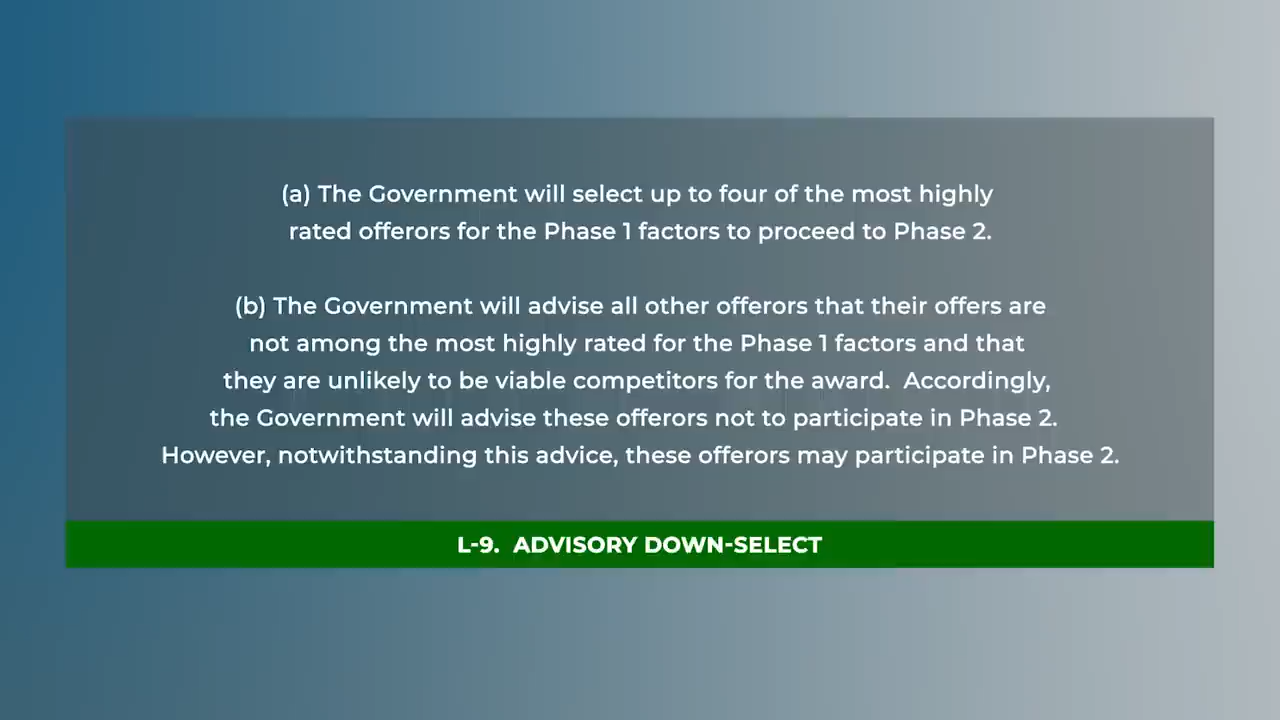 (a) The Government will select up to four of the most highly
rated offerors for the Phase 1 factors to proceed to Phase 2.
(b) The Government will advise all other offerors that their offers are
not among the most highly rated for the Phase 1 factors and that
they are unlikely to be viable competitors for the award.  Accordingly,
the Government will advise these offerors not to participate in Phase 2.
However, notwithstanding this advice, these offerors may participate in Phase 2.
L-9.  ADVISORY DOWN-SELECT